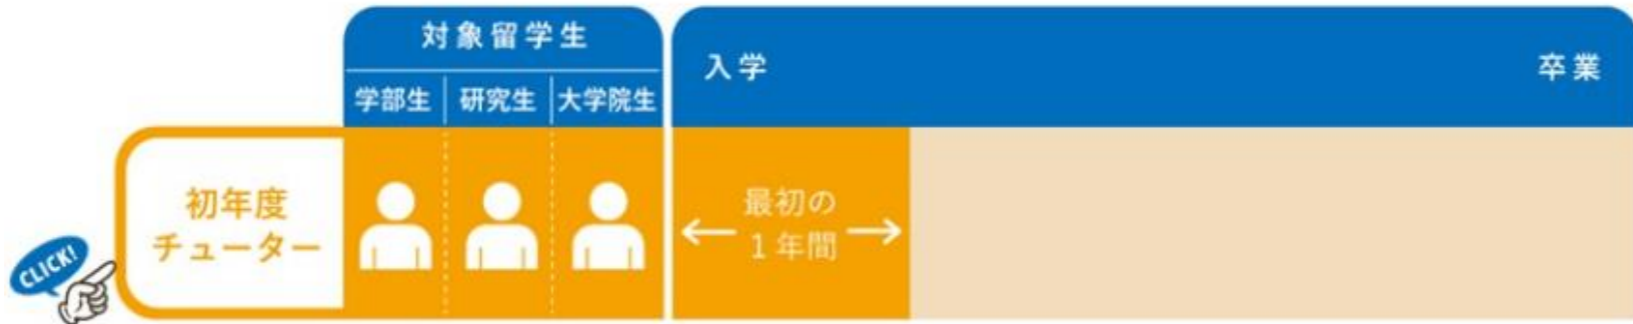 対象留学生
学部生 研究生 大学院生
入学
卒業
初年度
チューター
最初の
1年間
CLICK!